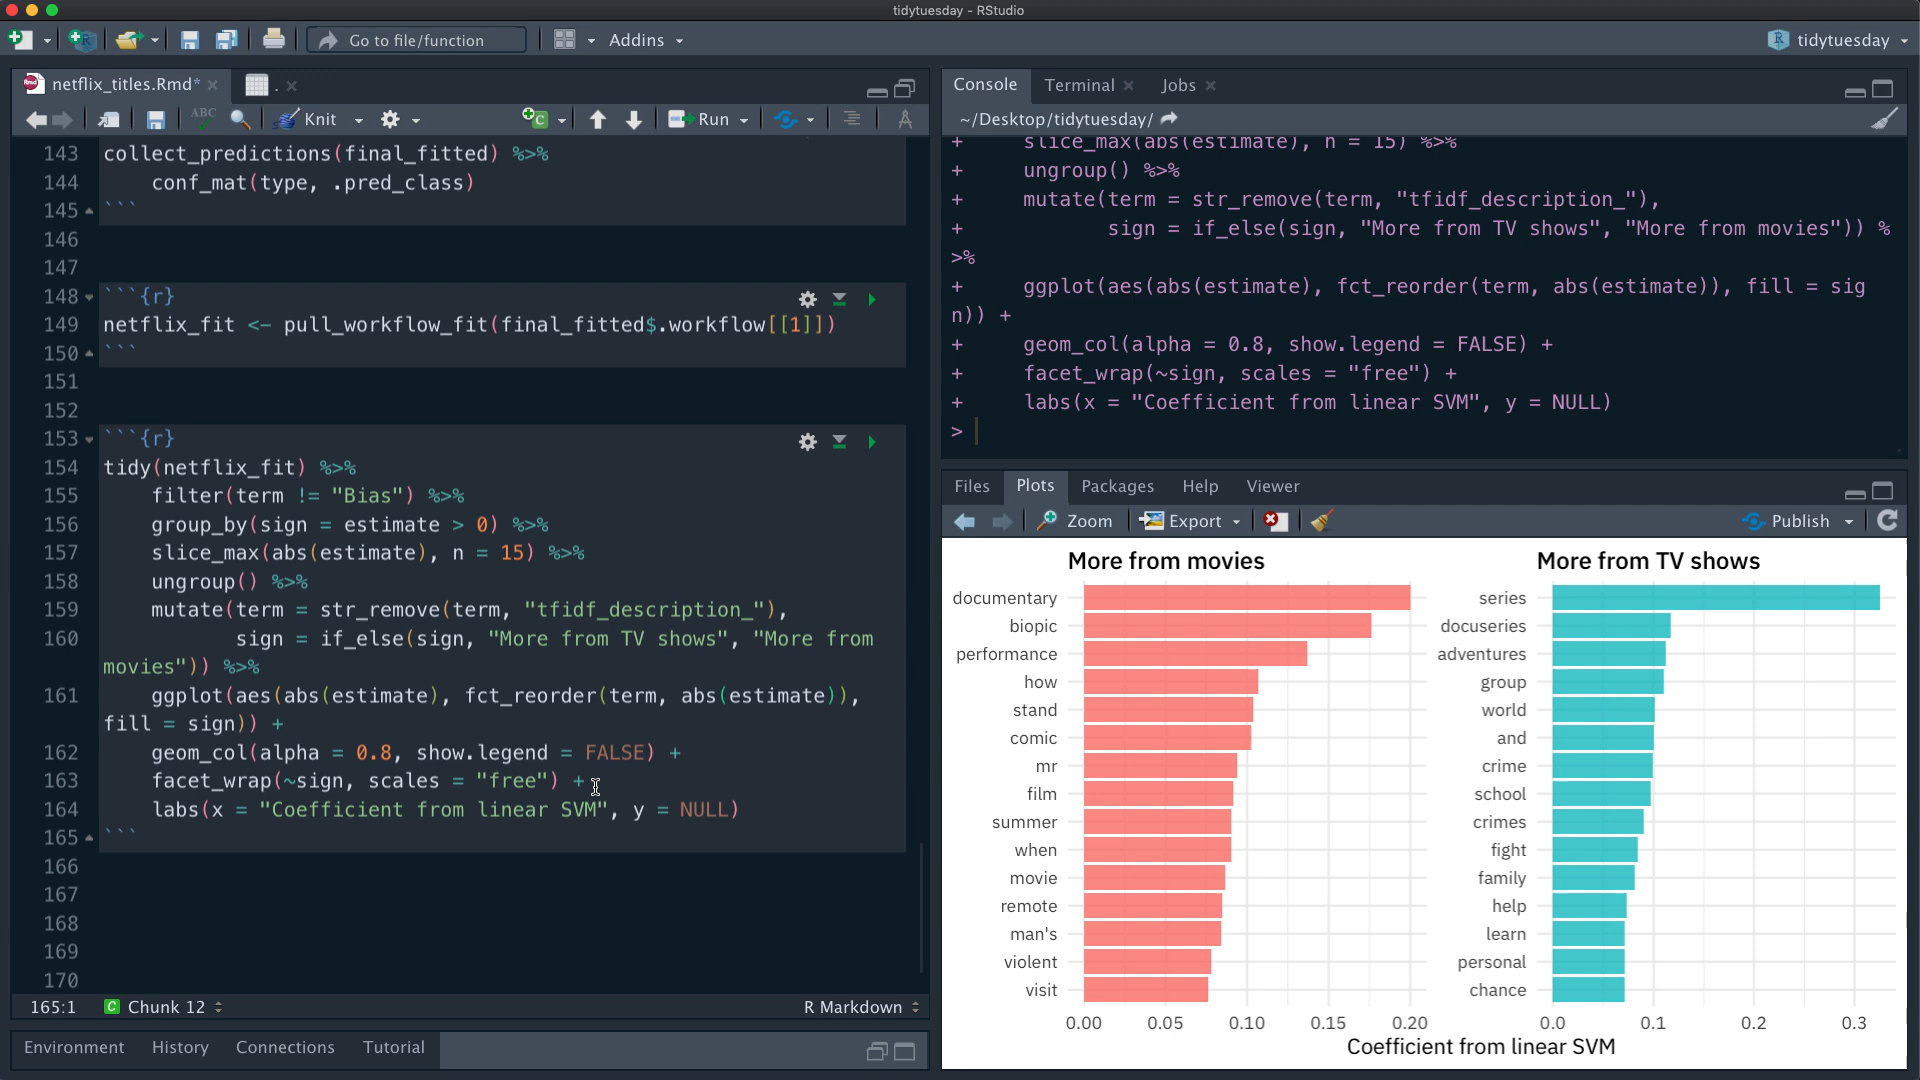 tidytuesday - RStudio
Go to file/function
Addins
tidytuesday
netflix_titles.Rmd*
.
ABC
Knit
Run
143 collect_predictions(final_fitted) %>%
144 conf_mat(type, .pred_class)
145 ```
146
147
148 ```{r}
149 netflix_fit <- pull_workflow_fit(final_fitted$.workflow[[1]])
150 ```
151
152
153 ```{r}
154 tidy(netflix_fit) %>%
155 filter(term != "Bias") %>%
156 group_by(sign = estimate > 0) %>%
157 slice_max(abs(estimate), n = 15) %>%
158 ungroup() %>%
159 mutate(term = str_remove(term, "tfidf_description_"),
160 sign = if_else(sign, "More from TV shows", "More from
movies")) %>%
161 ggplot(aes(abs(estimate), fct_reorder(term, abs(estimate)),
fill = sign)) +
162 geom_col(alpha = 0.8, show.legend = FALSE) +
163 facet_wrap(~sign, scales = "free") +
164 labs(x = "Coefficient from linear SVM", y = NULL)
165 ```
166
167
168
169
170
165:1
Chunk 12
R Markdown
Environment
History
Connections
Tutorial
Console
Terminal
Jobs
~/Desktop/tidytuesday/
+ slice_max(abs(estimate), n = 15) %>%
+ ungroup() %>%
+ mutate(term = str_remove(term, "tfidf_description_"),
+ sign = if_else(sign, "More from TV shows", "More from movies")) %
>%
+ ggplot(aes(abs(estimate), fct_reorder(term, abs(estimate)), fill = sig
n)) +
+ geom_col(alpha = 0.8, show.legend = FALSE) +
+ facet_wrap(~sign, scales = "free") +
+ labs(x = "Coefficient from linear SVM", y = NULL)
>
Files
Plots
Packages
Help
Viewer
Zoom
Export
Publish
More from movies
documentary
biopic
performance
how
stand
comic
mr
film
summer
when
movie
remote
man's
violent
visit
0.00 0.05 0.10 0.15 0.20
More from TV shows
series
docuseries
adventures
group
world
and
crime
school
crimes
fight
family
help
learn
personal
chance
0.0 0.1 0.2 0.3
Coefficient from linear SVM